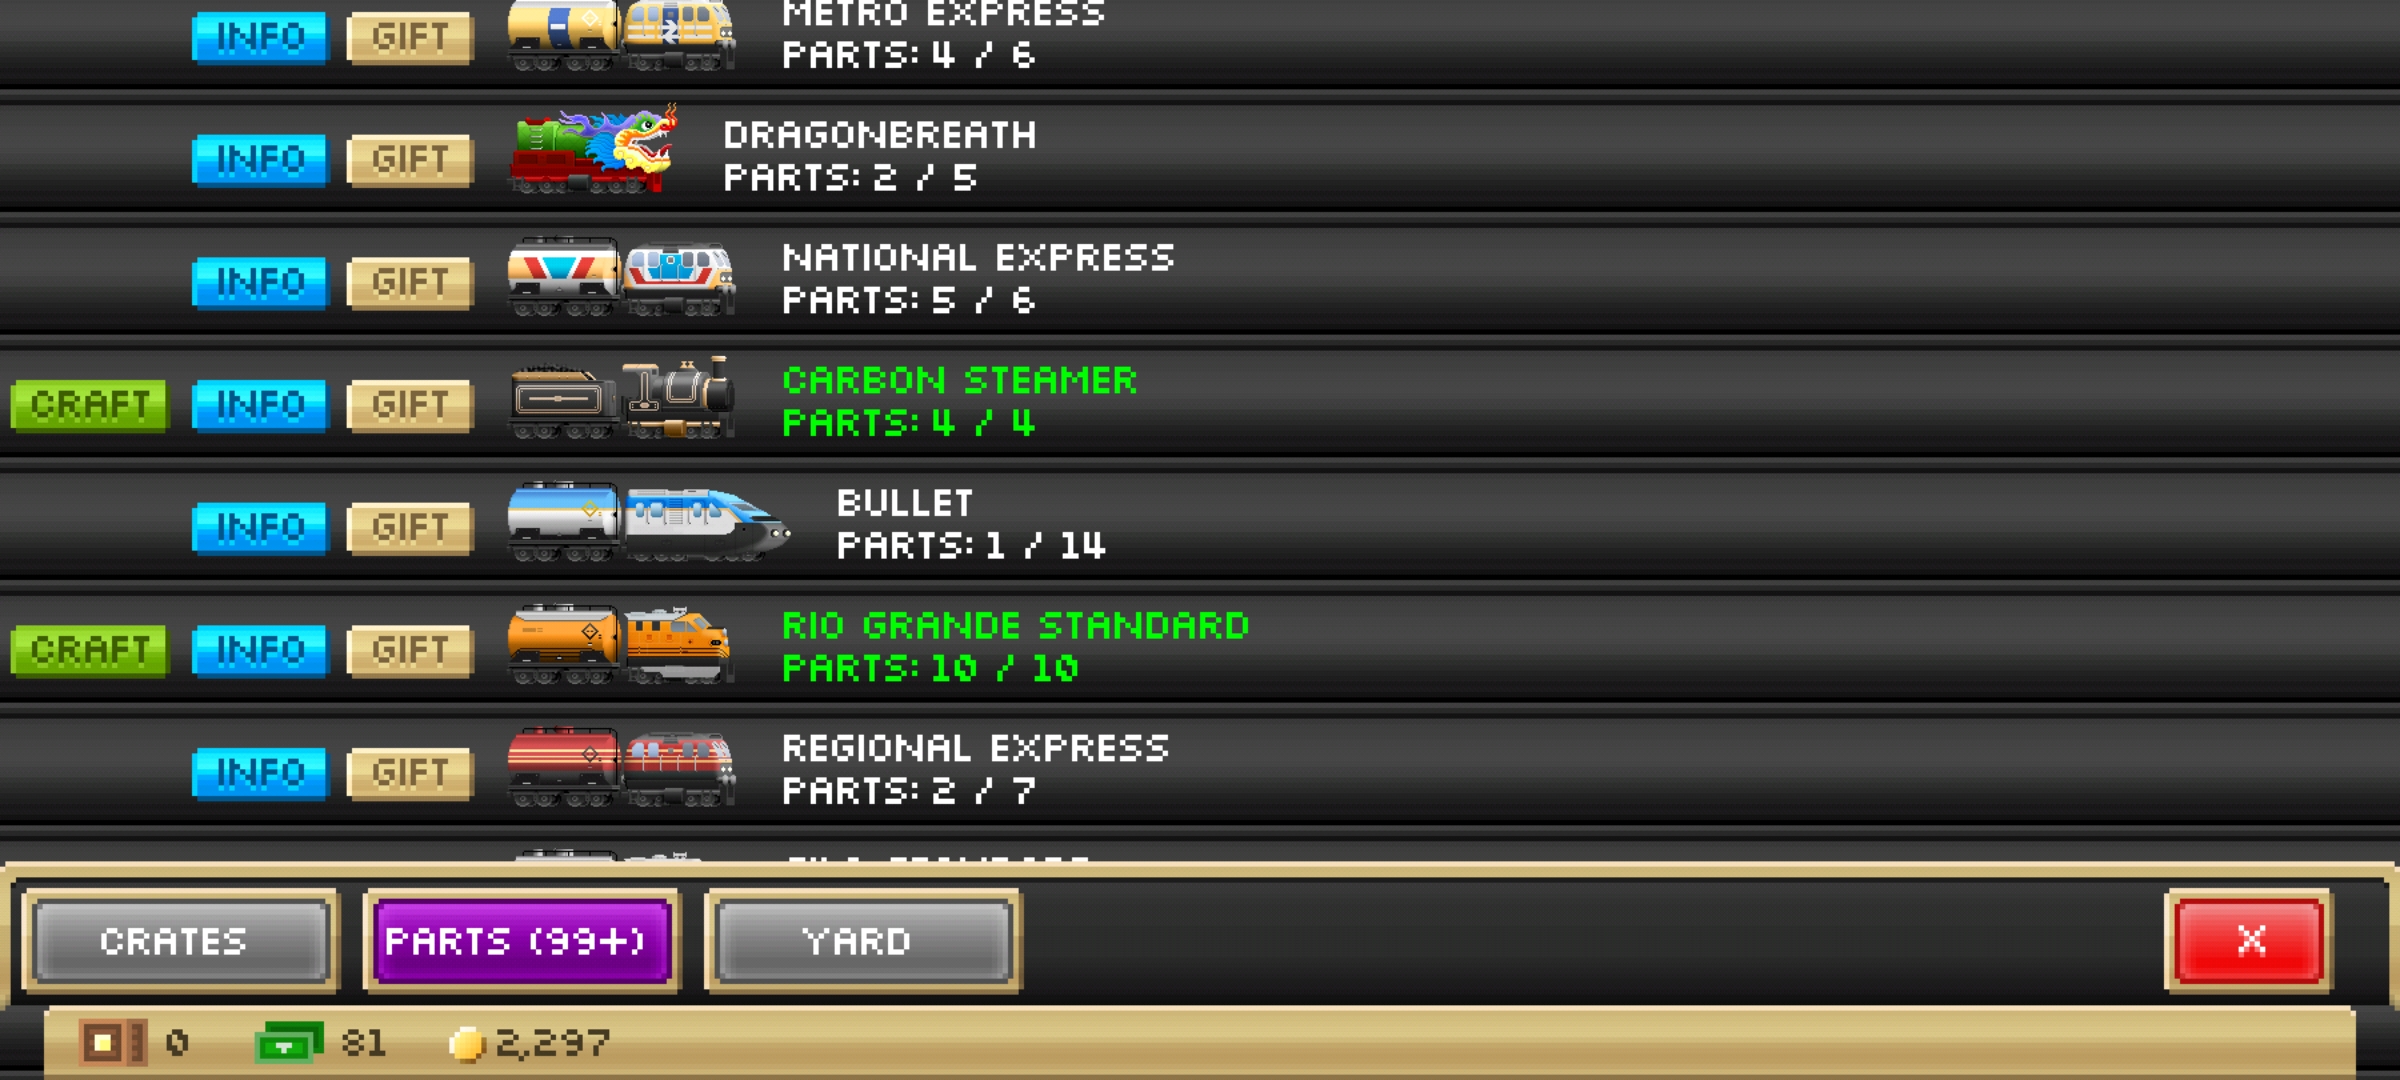 INFO GIFT METRO EXPRESS
PARTS: 4 / 6
INFO GIFT DRAGONBREATH
PARTS: 2 / 5
INFO GIFT NATIONAL EXPRESS
PARTS: 5 / 6
CRAFT INFO GIFT CARBON STEAMER
PARTS: 4 / 4
INFO GIFT BULLET
PARTS: 1 / 14
CRAFT INFO GIFT RIO GRANDE STANDARD
PARTS: 10 / 10
INFO GIFT REGIONAL EXPRESS
PARTS: 2 / 7
CRATES PARTS (99+) YARD X
0 81 2,297